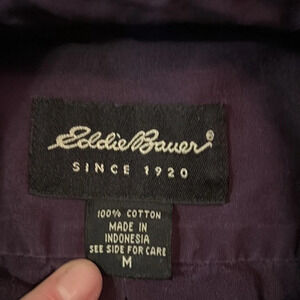 Eddie Bauer®
SINCE 1920
100% COTTON
MADE IN
INDONESIA
SEE SIDE FOR CARE
M